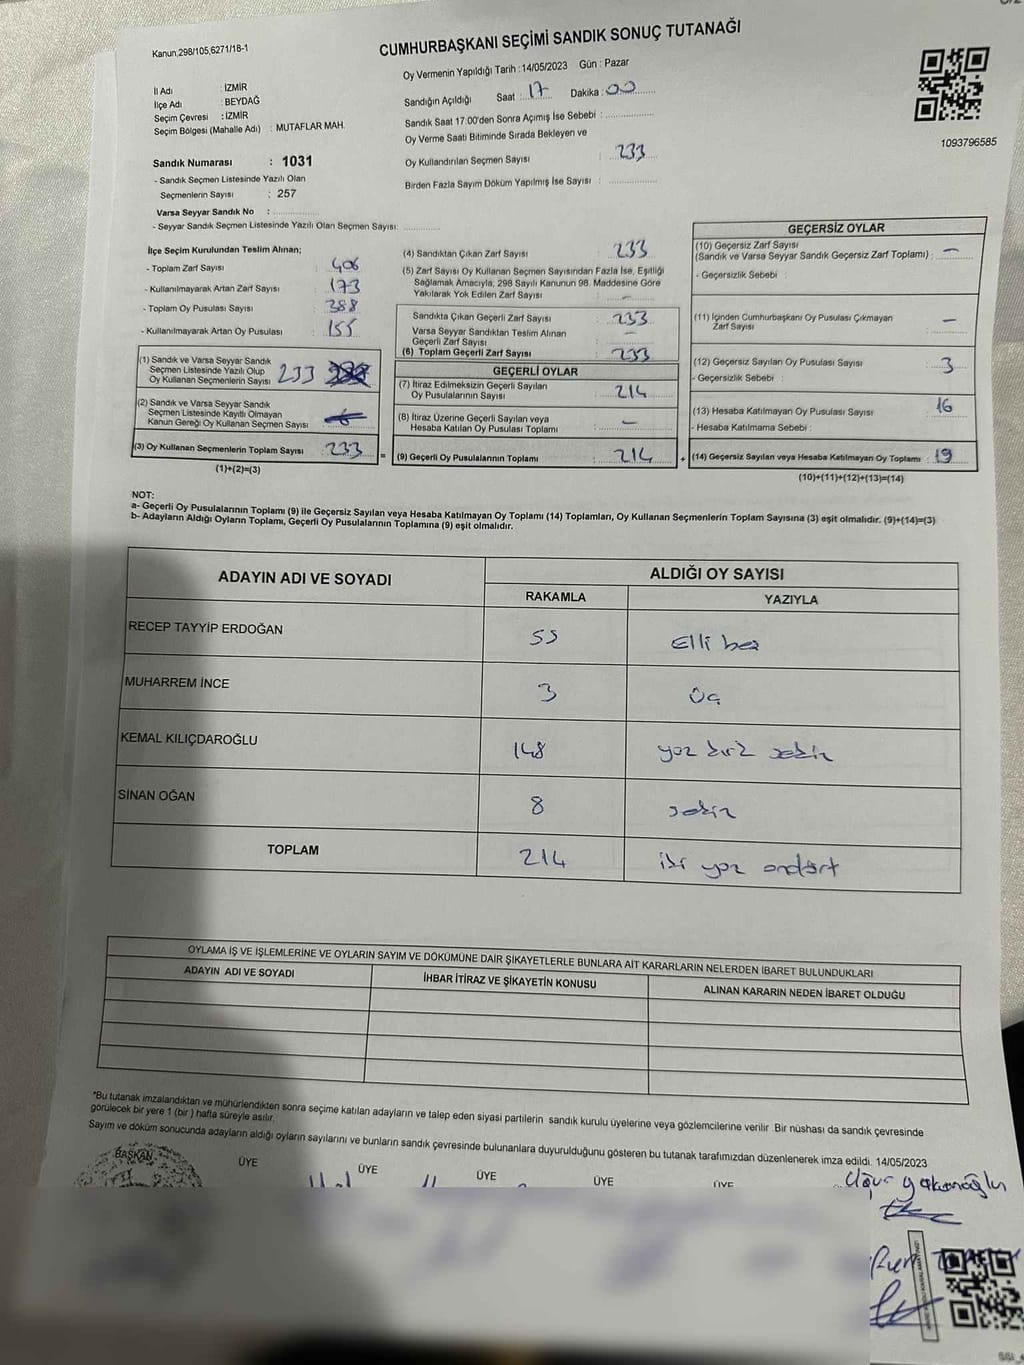 Kanun,298/105,6271/18-1
CUMHURBAŞKANI SEÇİMİ SANDIK SONUÇ TUTANAĞI
Oy Vermenin Yapıldığı Tarih : 14/05/2023 Gün : Pazar
İl Adı : İZMİR
İlçe Adı : BEYDAĞ
Seçim Çevresi : İZMİR
Seçim Bölgesi (Mahalle Adı) : MUTAFLAR MAH.
Sandığın Açıldığı Saat : 17 Dakika : 00
Sandık Saat 17.00'den Sonra Açımış İse Sebebi :
Oy Verme Saati Bitiminde Sırada Bekleyen ve
Oy Kullandırılan Seçmen Sayısı : 233
Birden Fazla Sayım Döküm Yapılmış İse Sayısı :
1093796585
Sandık Numarası : 1031
- Sandık Seçmen Listesinde Yazılı Olan
Seçmenlerin Sayısı : 257
Varsa Seyyar Sandık No :
- Seyyar Sandık Seçmen Listesinde Yazılı Olan Seçmen Sayısı:
İlçe Seçim Kurulundan Teslim Alınan;
- Toplam Zarf Sayısı : 406
- Kullanılmayarak Artan Zarf Sayısı : 173
- Toplam Oy Pusulası Sayısı : 388
- Kullanılmayarak Artan Oy Pusulası : 155
(1) Sandık ve Varsa Seyyar Sandık
Seçmen Listesinde Yazılı Olup
Oy Kullanan Seçmenlerin Sayısı : 233
(2) Sandık ve Varsa Seyyar Sandık
Seçmen Listesinde Kayıtlı Olmayan
Kanun Gereği Oy Kullanan Seçmen Sayısı :
(3) Oy Kullanan Seçmenlerin Toplam Sayısı : 233 =
(1)+(2)=(3)
(4) Sandıktan Çıkan Zarf Sayısı : 233
(5) Zarf Sayısı Oy Kullanan Seçmen Sayısından Fazla İse, Eşitliği
Sağlamak Amacıyla, 298 Sayılı Kanunun 98. Maddesine Göre
Yakılarak Yok Edilen Zarf Sayısı : —
Sandıkta Çıkan Geçerli Zarf Sayısı : 233
Varsa Seyyar Sandıktan Teslim Alınan
Geçerli Zarf Sayısı : —
(6) Toplam Geçerli Zarf Sayısı : 233
GEÇERLİ OYLAR
(7) İtiraz Edilmeksizin Geçerli Sayılan
Oy Pusulalarının Sayısı : 214
(8) İtiraz Üzerine Geçerli Sayılan veya
Hesaba Katılan Oy Pusulası Toplamı : —
(9) Geçerli Oy Pusulalarının Toplamı : 214 +
GEÇERSİZ OYLAR
(10) Geçersiz Zarf Sayısı
(Sandık ve Varsa Seyyar Sandık Geçersiz Zarf Toplamı) : —
- Geçersizlik Sebebi :
(11) İçinden Cumhurbaşkanı Oy Pusulası Çıkmayan
Zarf Sayısı : —
(12) Geçersiz Sayılan Oy Pusulası Sayısı : 3
- Geçersizlik Sebebi :
(13) Hesaba Katılmayan Oy Pusulası Sayısı : 16
- Hesaba Katılmama Sebebi :
(14) Geçersiz Sayılan veya Hesaba Katılmayan Oy Toplamı : 19
(10)+(11)+(12)+(13)=(14)
NOT:
a- Geçerli Oy Pusulalarının Toplamı (9) ile Geçersiz Sayılan veya Hesaba Katılmayan Oy Toplamı (14) Toplamları, Oy Kullanan Seçmenlerin Toplam Sayısına (3) eşit olmalıdır. (9)+(14)=(3)
b- Adayların Aldığı Oyların Toplamı, Geçerli Oy Pusulalarının Toplamına (9) eşit olmalıdır.
ADAYIN ADI VE SOYADI ALDIĞI OY SAYISI
RAKAMLA YAZIYLA
RECEP TAYYİP ERDOĞAN 55 Elli beş
MUHARREM İNCE 3 Üç
KEMAL KILIÇDAROĞLU 148 yöz kırk sekiz
SİNAN OĞAN 8 sekiz
TOPLAM 214 iki yöz ondört
OYLAMA İŞ VE İŞLEMLERİNE VE OYLARIN SAYIM VE DÖKÜMÜNE DAİR ŞİKAYETLERLE BUNLARA AİT KARARLARIN NELERDEN İBARET BULUNDUKLARI
ADAYIN ADI VE SOYADI İHBAR İTİRAZ VE ŞİKAYETİN KONUSU ALINAN KARARIN NEDEN İBARET OLDUĞU
*Bu tutanak imzalandıktan ve mühürlendikten sonra seçime katılan adayların ve talep eden siyasi partilerin sandık kurulu üyelerine veya gözlemcilerine verilir .Bir nüshası da sandık çevresinde
görülecek bir yere 1 (bir ) hafta süreyle asılır.
Sayım ve döküm sonucunda adayların aldığı oyların sayılarını ve bunların sandık çevresinde bulunanlara duyurulduğunu gösteren bu tutanak tarafımızdan düzenlenerek imza edildi. 14/05/2023
BAŞKAN ÜYE ÜYE ÜYE ÜYE ÜYE